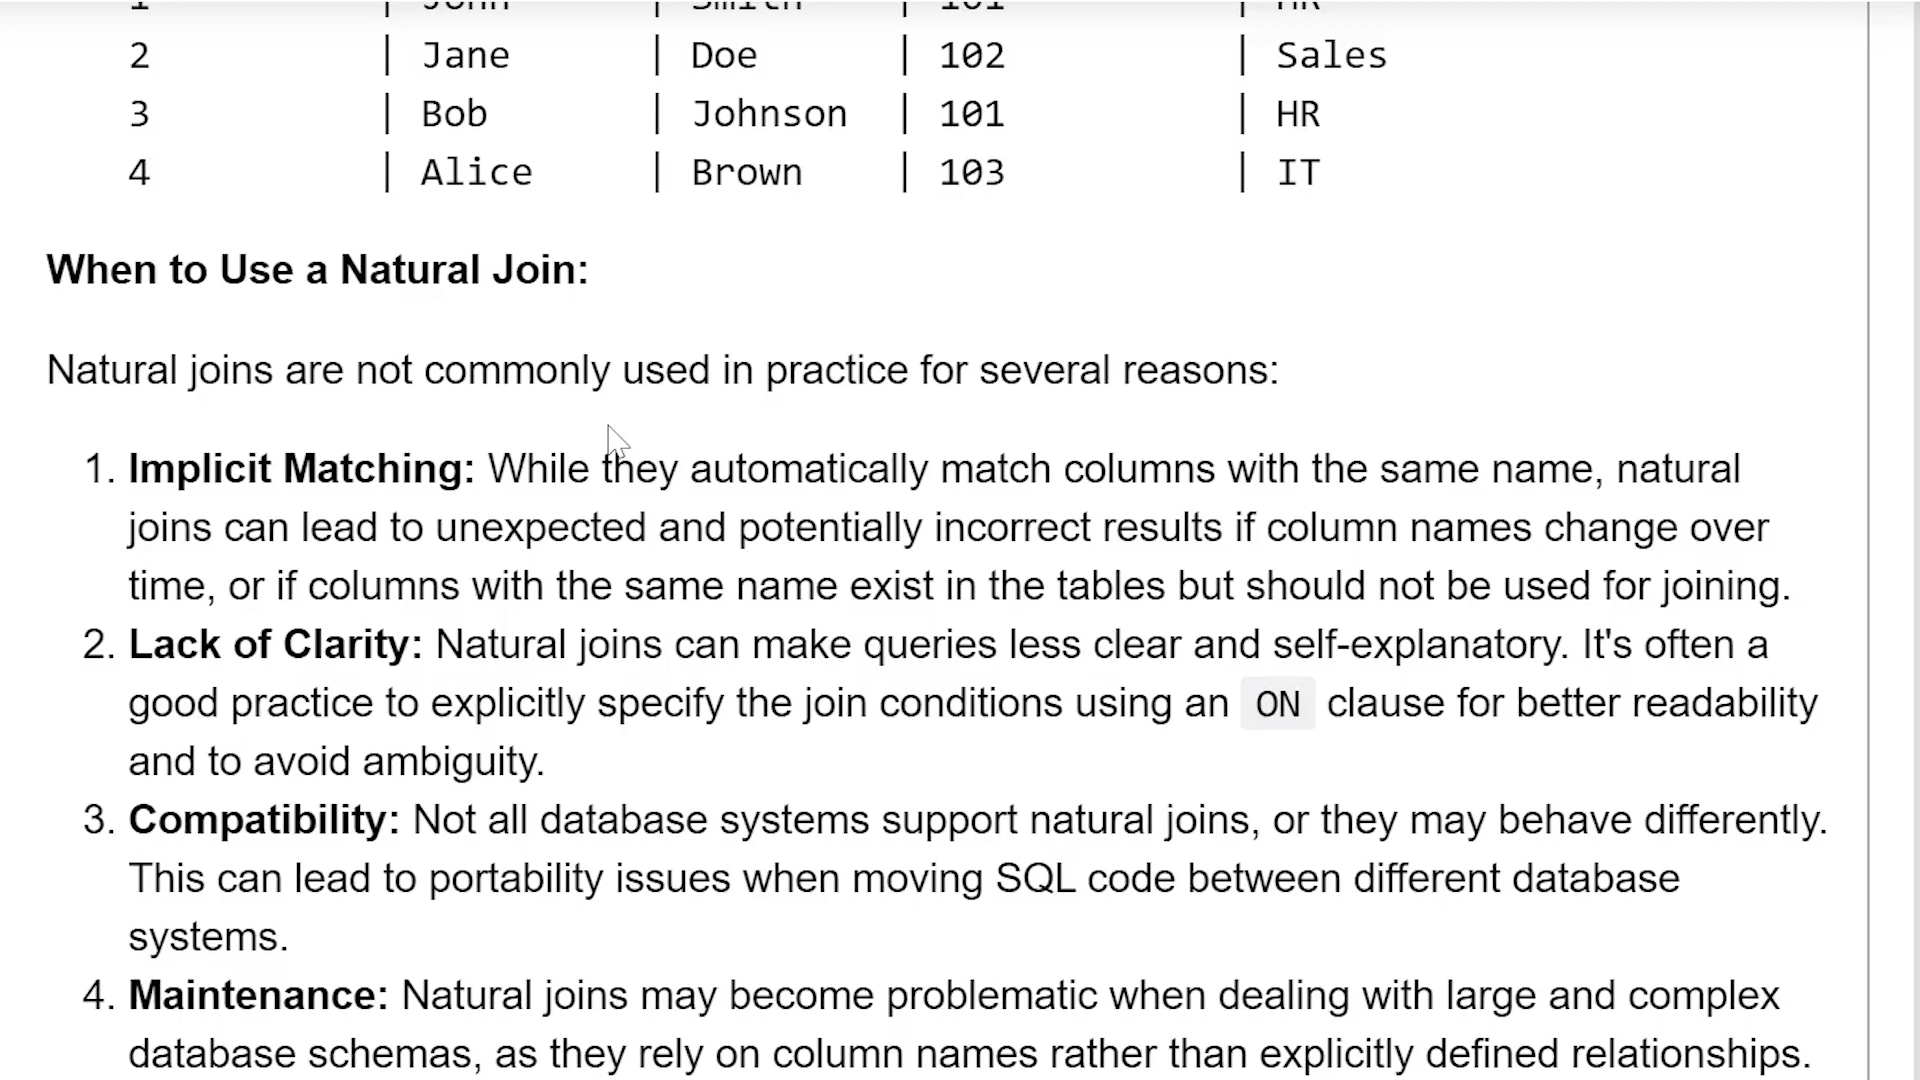 2 | Jane | Doe | 102 | Sales
3 | Bob | Johnson | 101 | HR
4 | Alice | Brown | 103 | IT
When to Use a Natural Join:
Natural joins are not commonly used in practice for several reasons:
1. Implicit Matching: While they automatically match columns with the same name, natural
joins can lead to unexpected and potentially incorrect results if column names change over
time, or if columns with the same name exist in the tables but should not be used for joining.
2. Lack of Clarity: Natural joins can make queries less clear and self-explanatory. It's often a
good practice to explicitly specify the join conditions using an ON clause for better readability
and to avoid ambiguity.
3. Compatibility: Not all database systems support natural joins, or they may behave differently.
This can lead to portability issues when moving SQL code between different database
systems.
4. Maintenance: Natural joins may become problematic when dealing with large and complex
database schemas, as they rely on column names rather than explicitly defined relationships.